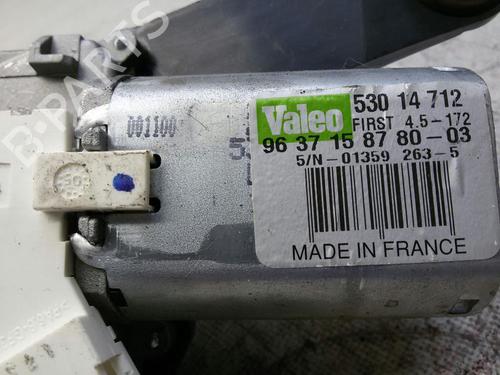 B-PARTS
001100
Valeo
530 14 712
FIRST 4.5-172
96 37 15 87 80-03
S/N-01359 263-5
MADE IN FRANCE